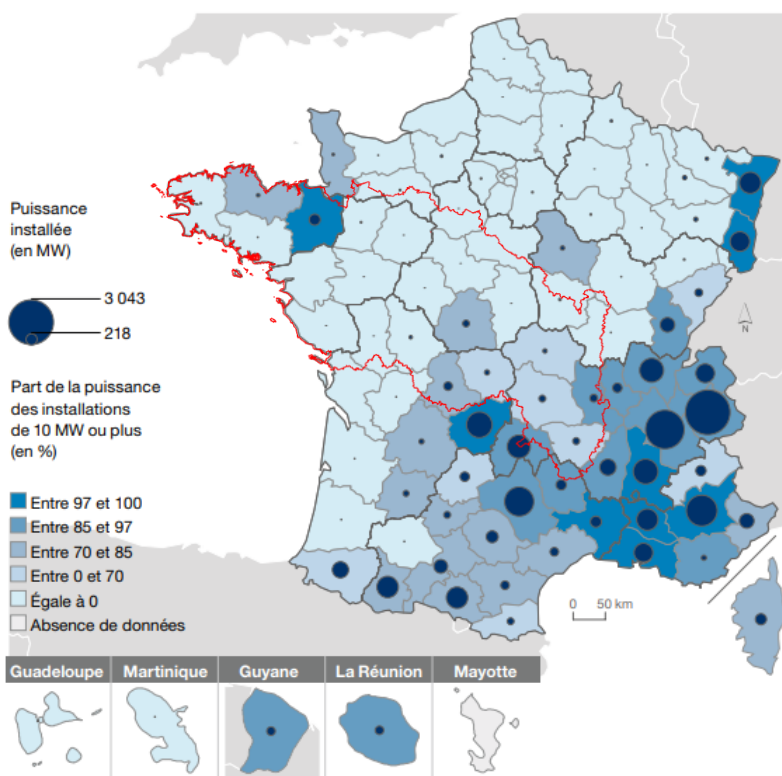 Puissance
installée
(en MW)
3 043
218
Part de la puissance
des installations
de 10 MW ou plus
(en %)
Entre 97 et 100
Entre 85 et 97
Entre 70 et 85
Entre 0 et 70
Égale à 0
Absence de données
N
0 50 km
Guadeloupe Martinique Guyane La Réunion Mayotte